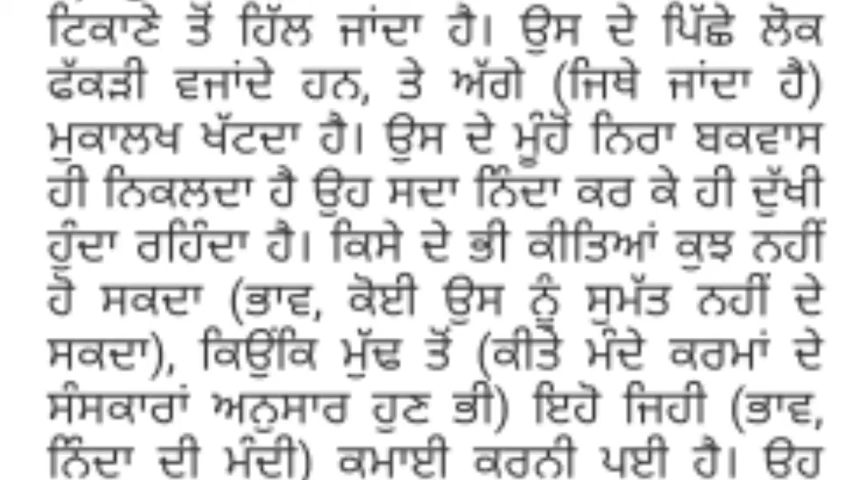 ਟਿਕਾਣੇ ਤੋਂ ਹਿੱਲ ਜਾਂਦਾ ਹੈ। ਉਸ ਦੇ ਪਿੱਛੇ ਲੋਕ
ਫੱਕੜੀ ਵਜਾਂਦੇ ਹਨ, ਤੇ ਅੱਗੇ (ਜਿਥੇ ਜਾਂਦਾ ਹੈ)
ਮੁਕਾਲਖ ਖੱਟਦਾ ਹੈ। ਉਸ ਦੇ ਮੂੰਹੋਂ ਨਿਰਾ ਬਕਵਾਸ
ਹੀ ਨਿਕਲਦਾ ਹੈ ਉਹ ਸਦਾ ਨਿੰਦਾ ਕਰ ਕੇ ਹੀ ਦੁੱਖੀ
ਹੁੰਦਾ ਰਹਿੰਦਾ ਹੈ। ਕਿਸੇ ਦੇ ਭੀ ਕੀਤਿਆਂ ਕੁਝ ਨਹੀਂ
ਹੋ ਸਕਦਾ (ਭਾਵ, ਕੋਈ ਉਸ ਨੂੰ ਸੁਮੱਤ ਨਹੀਂ ਦੇ
ਸਕਦਾ), ਕਿਉਂਕਿ ਮੁੱਢ ਤੋਂ (ਕੀਤੇ ਮੰਦੇ ਕਰਮਾਂ ਦੇ
ਸੰਸਕਾਰਾਂ ਅਨੁਸਾਰ ਹੁਣ ਭੀ) ਇਹੋ ਜਿਹੀ (ਭਾਵ,
ਨਿੰਦਾ ਦੀ ਮੰਦੀ) ਕਮਾਈ ਕਰਨੀ ਪਈ ਹੈ। ਉਹ